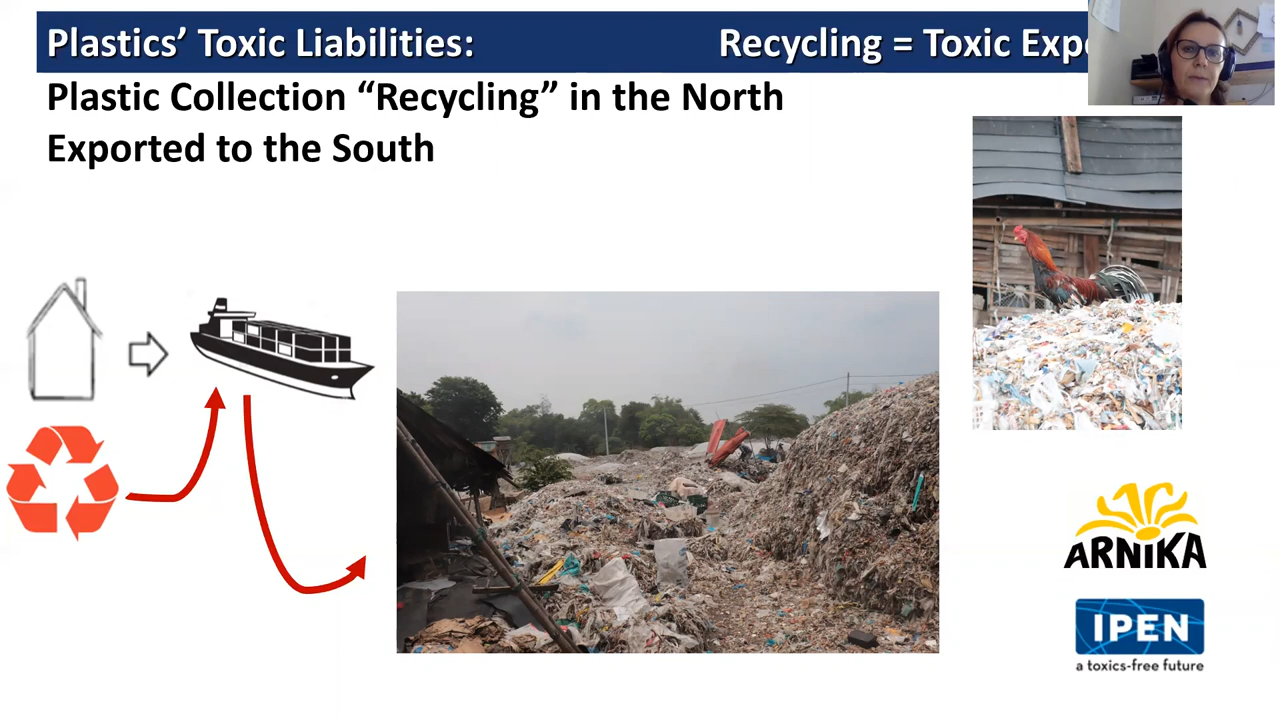 Plastics’ Toxic Liabilities: Recycling = Toxic
Plastic Collection “Recycling” in the North
Exported to the South
ARNIKA
IPEN
a toxics-free future